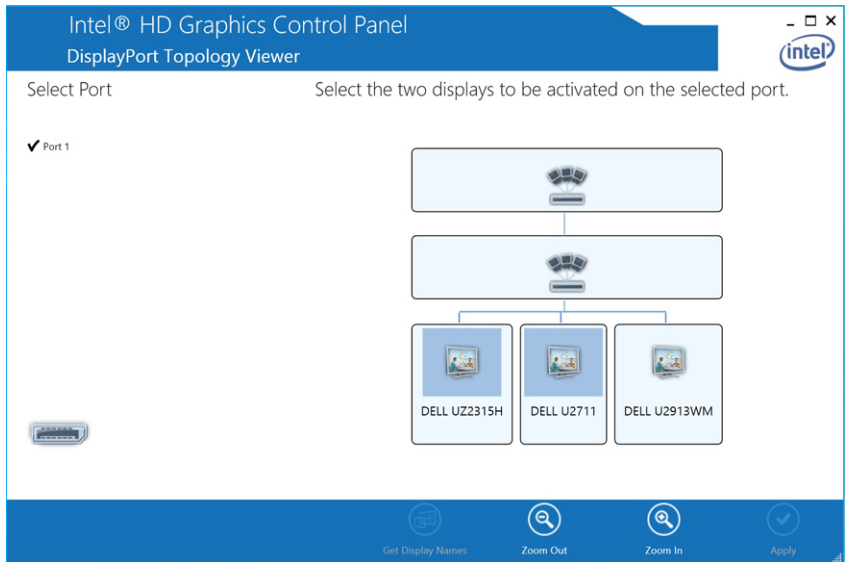 Intel® HD Graphics Control Panel
DisplayPort Topology Viewer
intel
Select Port
Select the two displays to be activated on the selected port.
Port 1
DELL UZ2315H
DELL U2711
DELL U2913WM
Get Display Names
Zoom Out
Zoom In
Apply